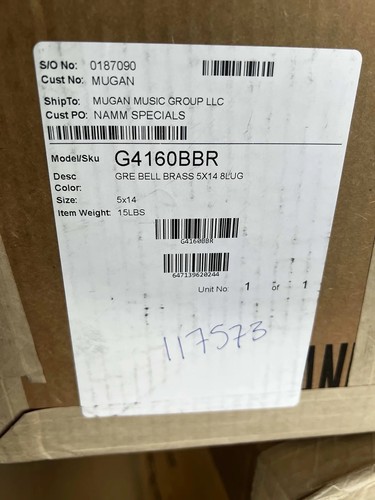 S/O No: 0187090
Cust No: MUGAN
ShipTo: MUGAN MUSIC GROUP LLC
Cust PO: NAMM SPECIALS
Model/Sku G4160BBR
Desc GRE BELL BRASS 5X14 8LUG
Color:
Size: 5x14
Item Weight: 15LBS
G4160BBR
647139620244
Unit No 1 of 1
117573